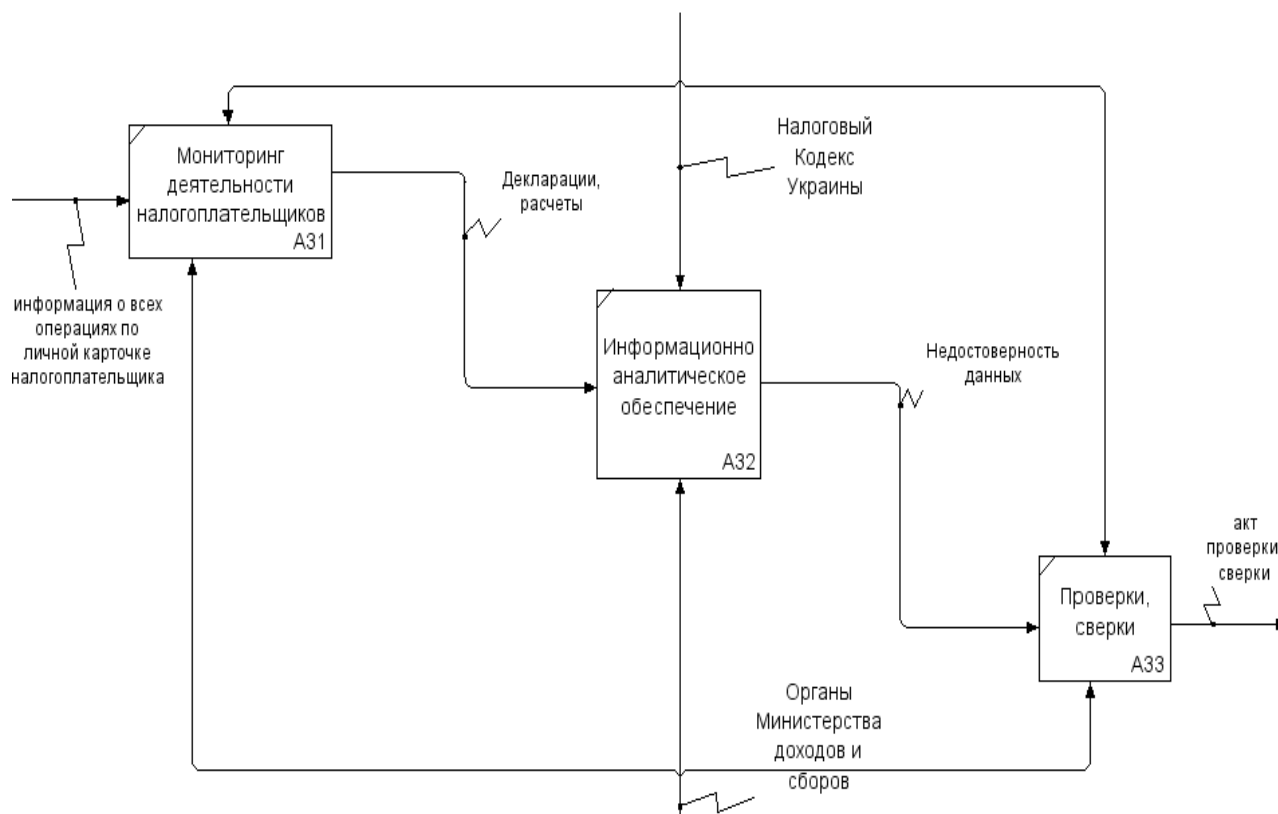 Мониторинг
деятельности
налогоплательщиков
А31
информация о всех
операциях по
личной карточке
налогоплательщика
Декларации,
расчеты
Налоговый
Кодекс
Украины
Информационно
аналитическое
обеспечение
А32
Недостоверность
данных
Проверки,
сверки
А33
акт
проверки
сверки
Органы
Министерства
доходов и
сборов